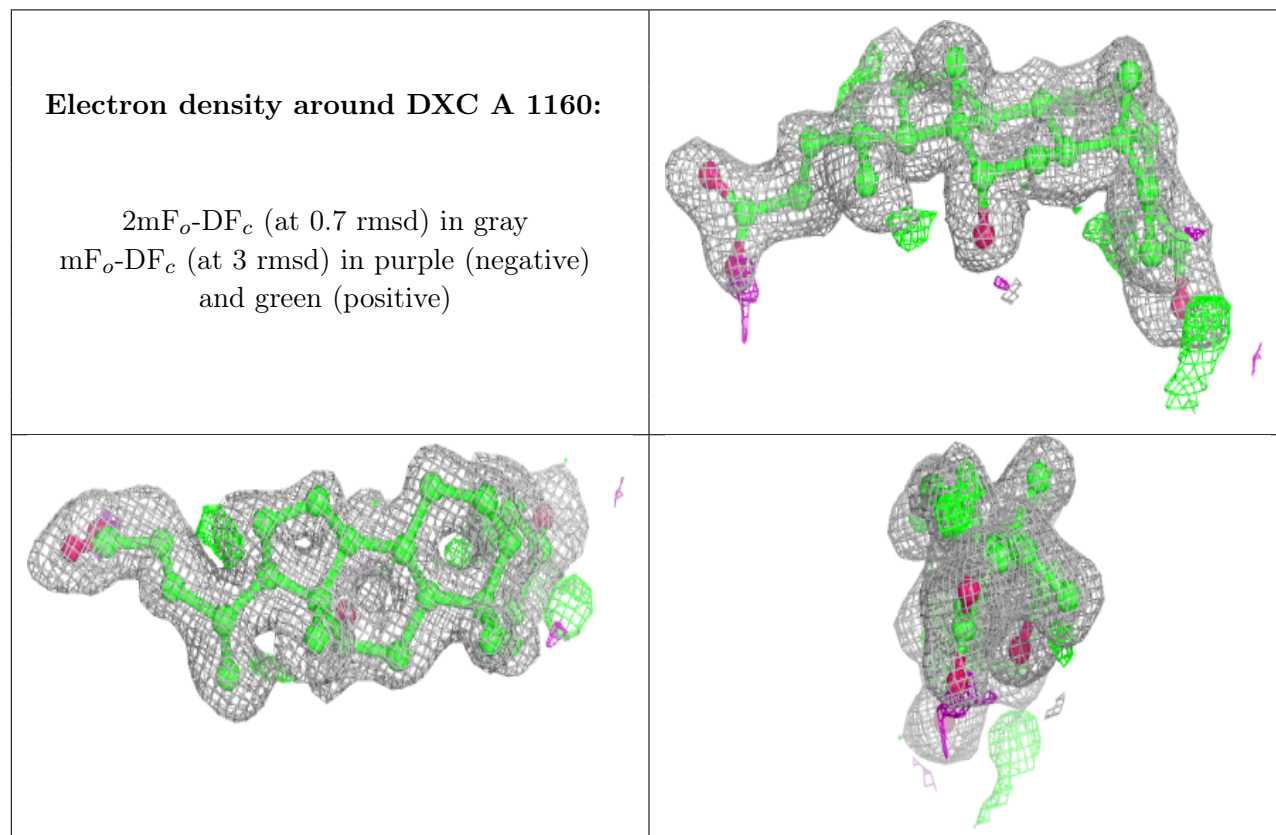 Electron density around DXC A 1160:
2mFₒ-DF𝒸 (at 0.7 rmsd) in gray
mFₒ-DF𝒸 (at 3 rmsd) in purple (negative)
and green (positive)